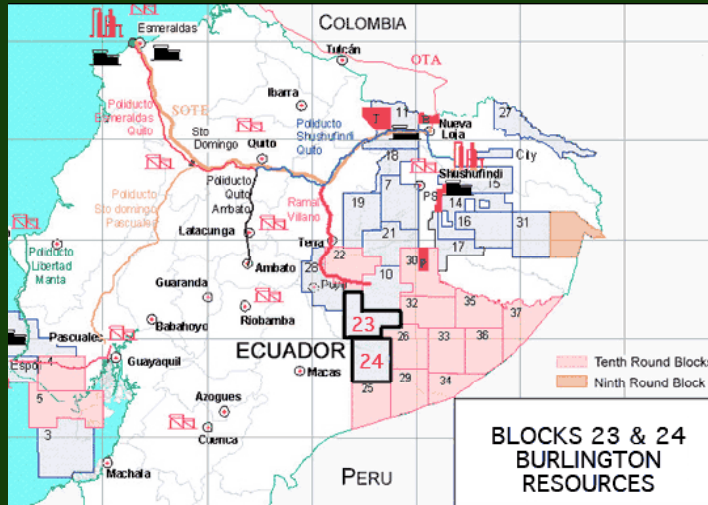 COLOMBIA
Esmeraldas
Tulcán
OTA
Ibarra
Poliducto
Esmeraldas
Quito
SOTE
Sto
Domingo
Quito
Poliducto
Shushufindi
Quito
T
11
Nueva
Loja
27
City
18
Shushufindi
15
7
14
19
16
31
21
17
Poliducto
Quito
Ambato
Ramal
Villano
Poliducto
Sto domingo
Pascuales
Latacunga
Tena
22
30
P
Poliducto
Libertad
Manta
Ambato
28
Puyo
10
Guaranda
32
35
37
Babahoyo
Riobamba
23
Pascuales
26
33
36
ECUADOR
24
Guayaquil
Macas
4
5
25
29
34
Azogues
3
Cuenca
Machala
PERU
Tenth Round Blocks
Ninth Round Block
BLOCKS 23 & 24
BURLINGTON
RESOURCES